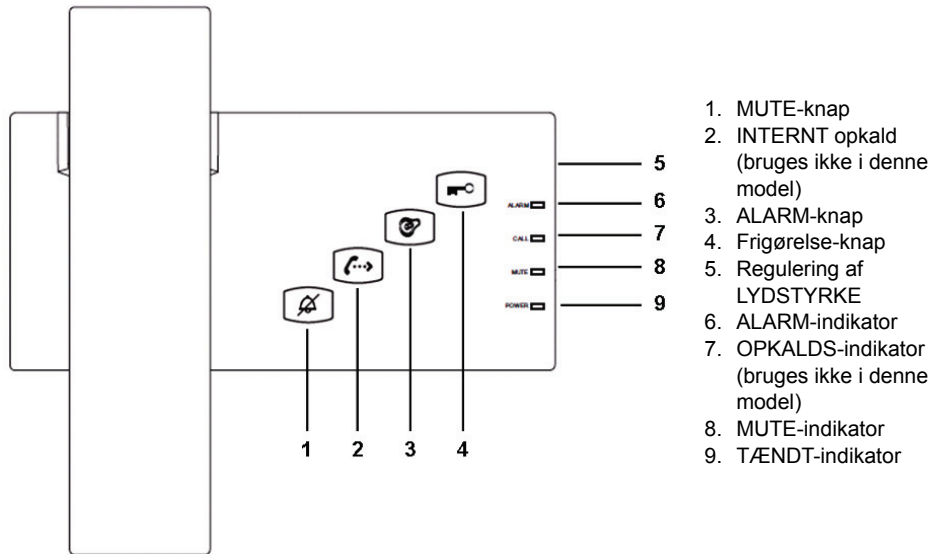 5
6
7
8
9
ALARM
CALL
MUTE
POWER
1
2
3
4
1. MUTE-knap
2. INTERNT opkald
(bruges ikke i denne
model)
3. ALARM-knap
4. Frigørelse-knap
5. Regulering af
LYDSTYRKE
6. ALARM-indikator
7. OPKALDS-indikator
(bruges ikke i denne
model)
8. MUTE-indikator
9. TÆNDT-indikator